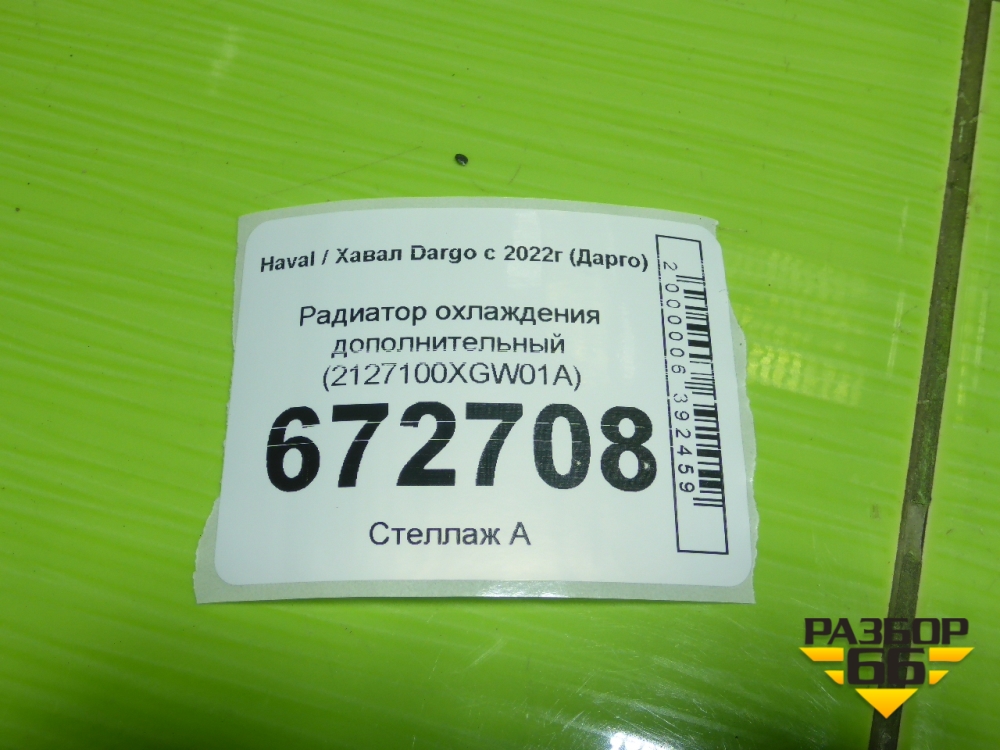 Haval / Хавал Dargo с 2022г (Дарго)
Радиатор охлаждения
дополнительный
(2127100XGW01A)
672708
Стеллаж А
2000006392459
РАЗБОР
66